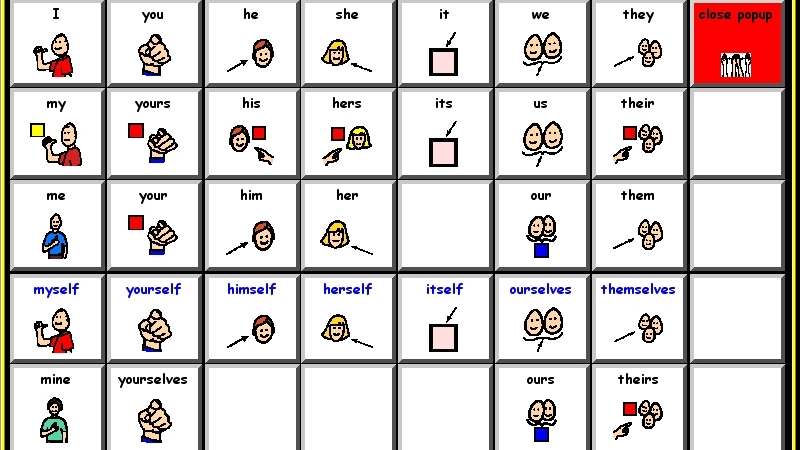 I you he she it we they close popup
my yours his hers its us their
me your him her our them
myself yourself himself herself itself ourselves themselves
mine yourselves ours theirs